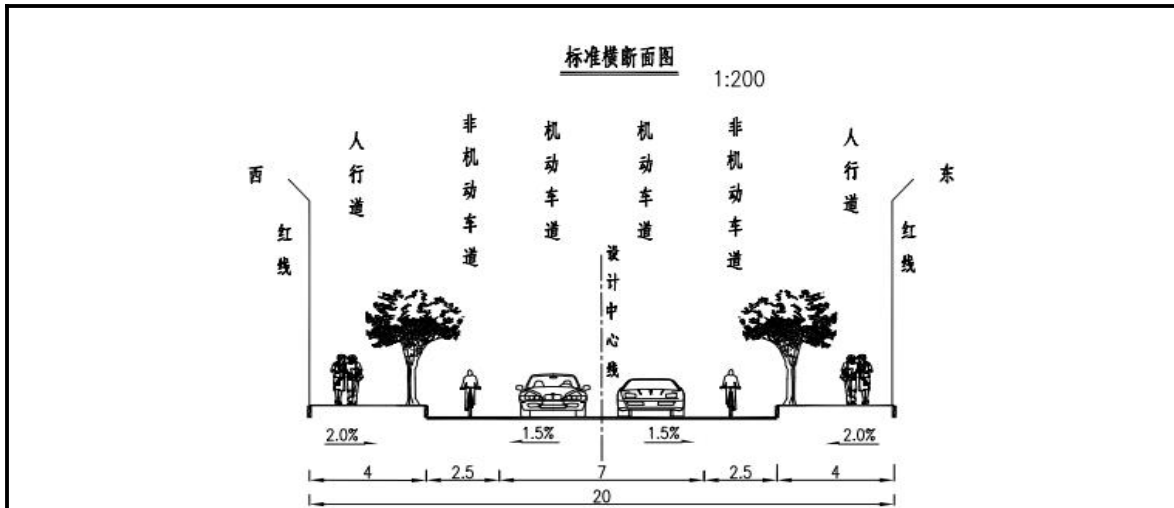 标准横断面图
1:200
西
红线
人行道
非机动车道
机动车道
设计中心线
机动车道
非机动车道
人行道
红线
东
2.0%
1.5%
1.5%
2.0%
4
2.5
7
2.5
4
20